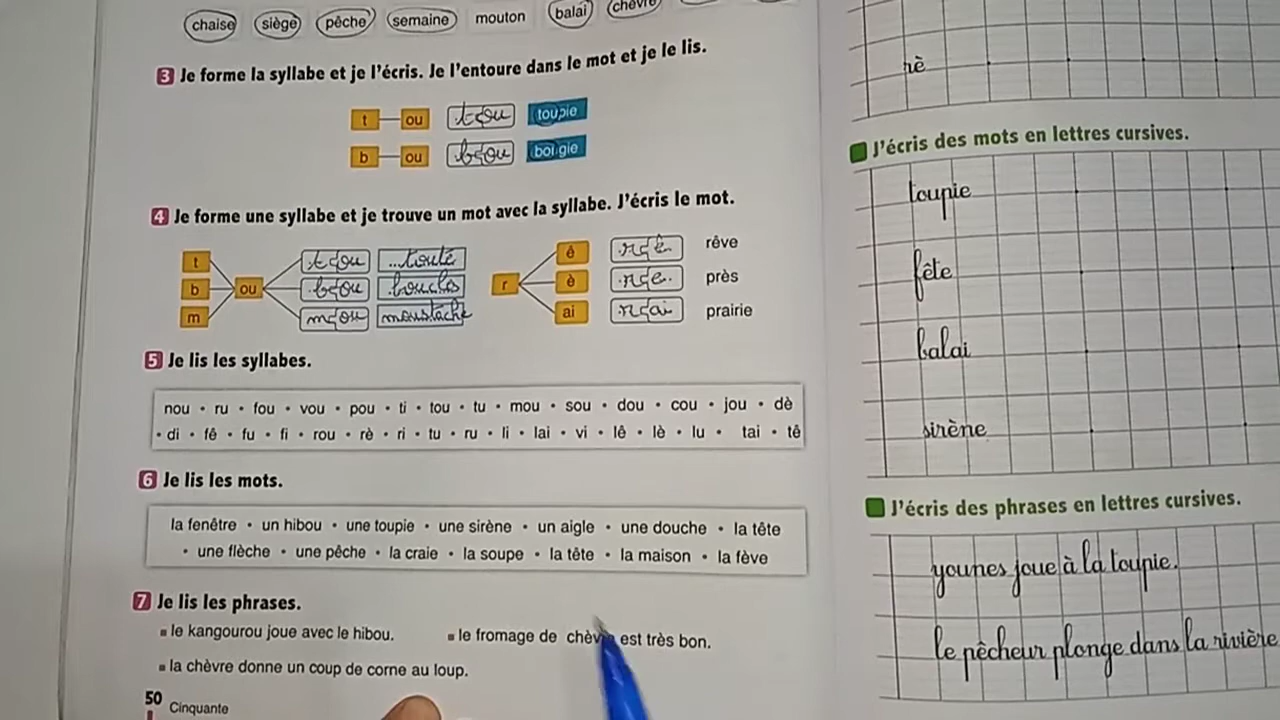 chaise siège pêche semaine mouton balai chèvre
3 Je forme la syllabe et je l'écris. Je l'entoure dans le mot et je le lis.
t ou tou toupie
b ou bou bougie
4 Je forme une syllabe et je trouve un mot avec la syllabe. J'écris le mot.
t tou toute ê rê rêve
b ou bou r è rè près
m mou moustache ai rai prairie
5 Je lis les syllabes.
nou • ru • fou • vou • pou • ti • tou • tu • mou • sou • dou • cou • jou • dè
• di • fê • fu • fi • rou • rè • ri • tu • ru • li • lai • vi • lê • lè • lu • tai • tê
6 Je lis les mots.
la fenêtre • un hibou • une toupie • une sirène • un aigle • une douche • la tête
• une flèche • une pêche • la craie • la soupe • la tête • la maison • la fève
7 Je lis les phrases.
le kangourou joue avec le hibou.
le fromage de chèvre est très bon.
la chèvre donne un coup de corne au loup.
50 Cinquante
rè
J'écris des mots en lettres cursives.
toupie
fête
balai
sirène
J'écris des phrases en lettres cursives.
younes joue à la toupie.
le pêcheur plonge dans la rivière